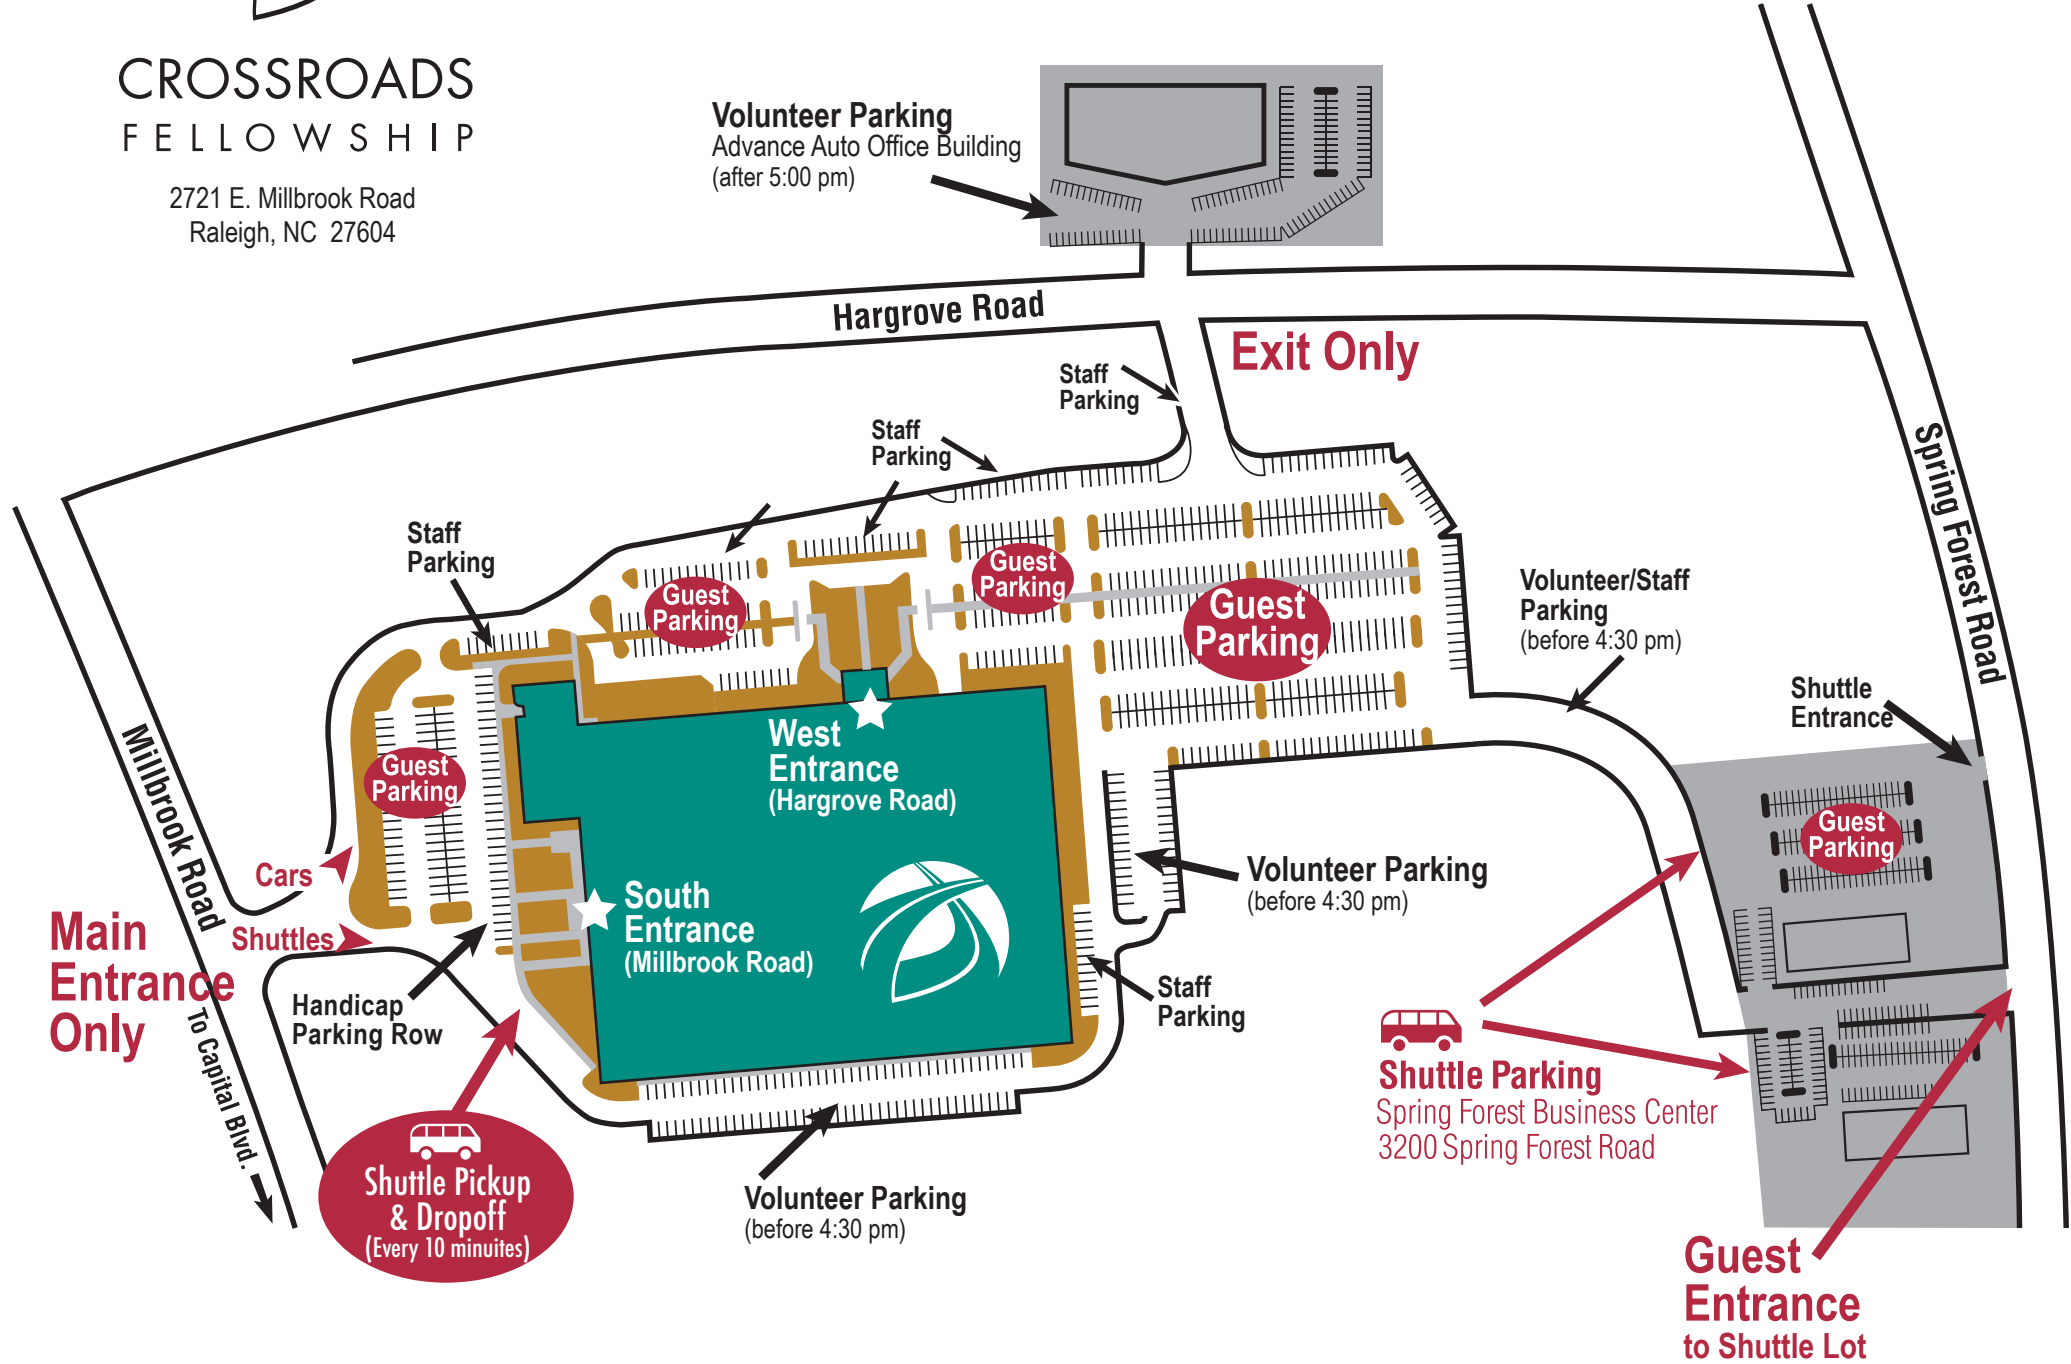 CROSSROADS
FELLOWSHIP
2721 E. Millbrook Road
Raleigh, NC 27604
Volunteer Parking
Advance Auto Office Building
(after 5:00 pm)
Hargrove Road
Exit Only
Staff
Parking
Staff
Parking
Staff
Parking
Guest
Parking
Guest
Parking
Guest
Parking
Volunteer/Staff
Parking
(before 4:30 pm)
Spring Forest Road
Shuttle
Entrance
Guest
Parking
Millbrook Road
Guest
Parking
West
Entrance
(Hargrove Road)
Cars
Shuttles
Main
Entrance
Only
South
Entrance
(Millbrook Road)
Volunteer Parking
(before 4:30 pm)
Handicap
Parking Row
Staff
Parking
To Capital Blvd.
Shuttle Parking
Spring Forest Business Center
3200 Spring Forest Road
Shuttle Pickup
& Dropoff
(Every 10 minuites)
Volunteer Parking
(before 4:30 pm)
Guest
Entrance
to Shuttle Lot